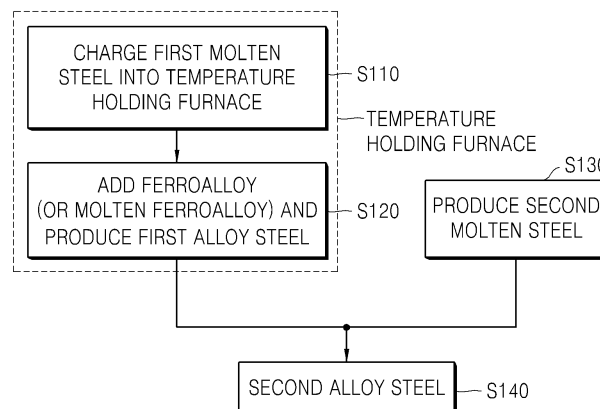 CHARGE FIRST MOLTEN
STEEL INTO TEMPERATURE
HOLDING FURNACE
S110
TEMPERATURE
HOLDING FURNACE
ADD FERROALLOY
(OR MOLTEN FERROALLOY) AND
PRODUCE FIRST ALLOY STEEL
S120
S130
PRODUCE SECOND
MOLTEN STEEL
SECOND ALLOY STEEL
S140